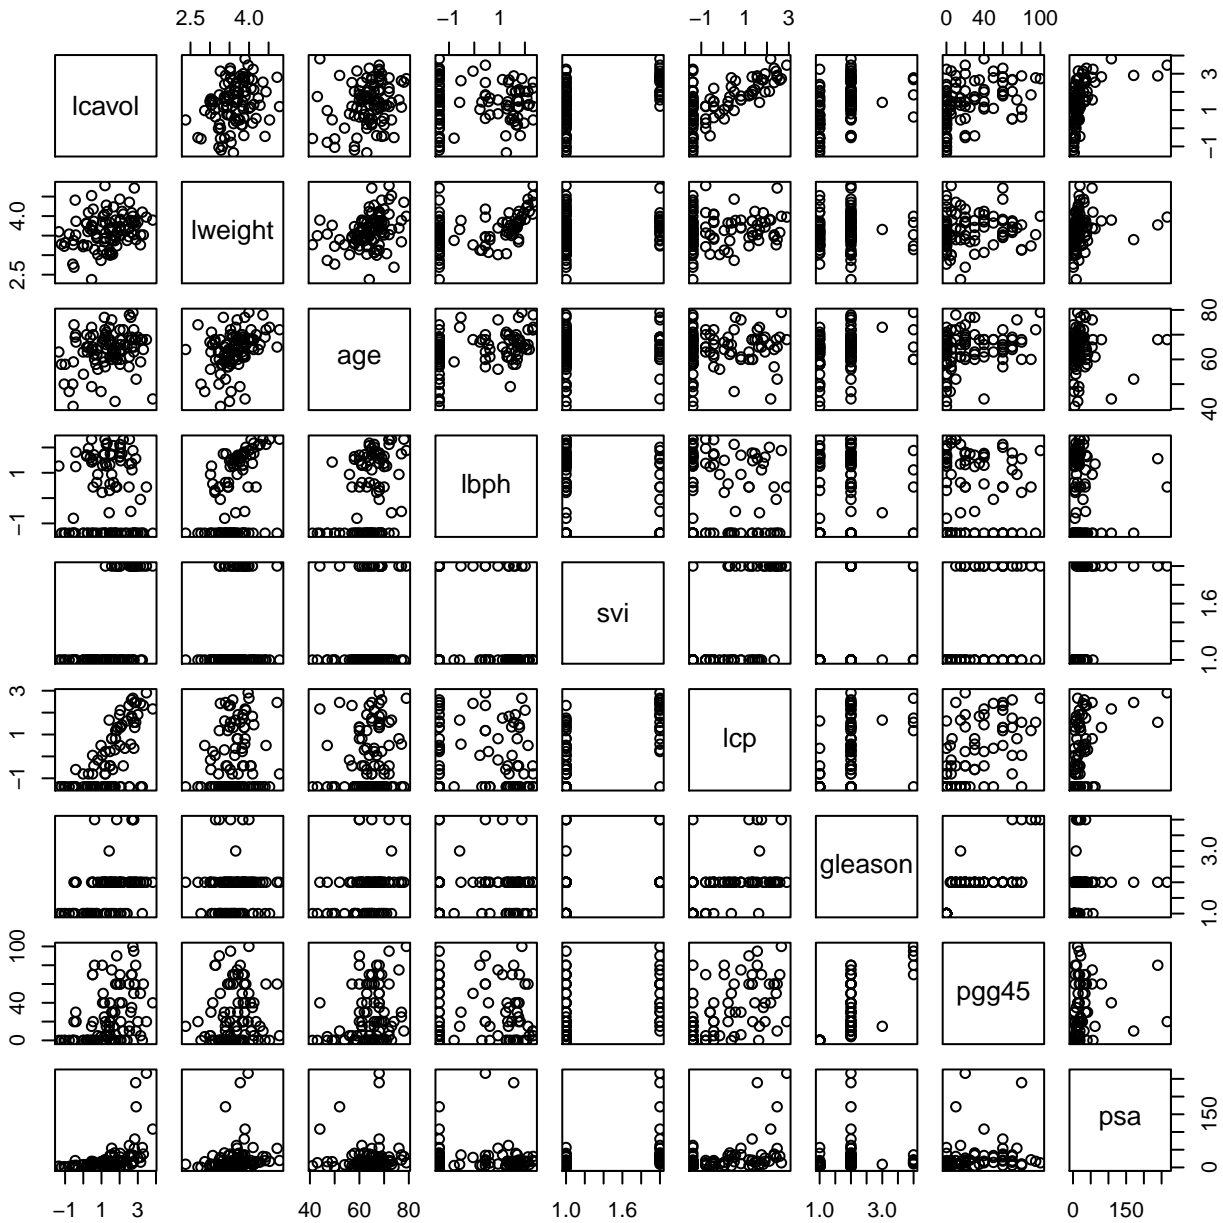 2.5 4.0 −1 1 −1 1 3 0 40 100
lcavol −1 1 3
2.5 4.0 lweight
age 40 60 80
−1 1 lbph
svi 1.0 1.6
−1 1 3 lcp
gleason 1.0 3.0
0 40 100 pgg45
psa 0 150
−1 1 3 40 60 80 1.0 1.6 1.0 3.0 0 150